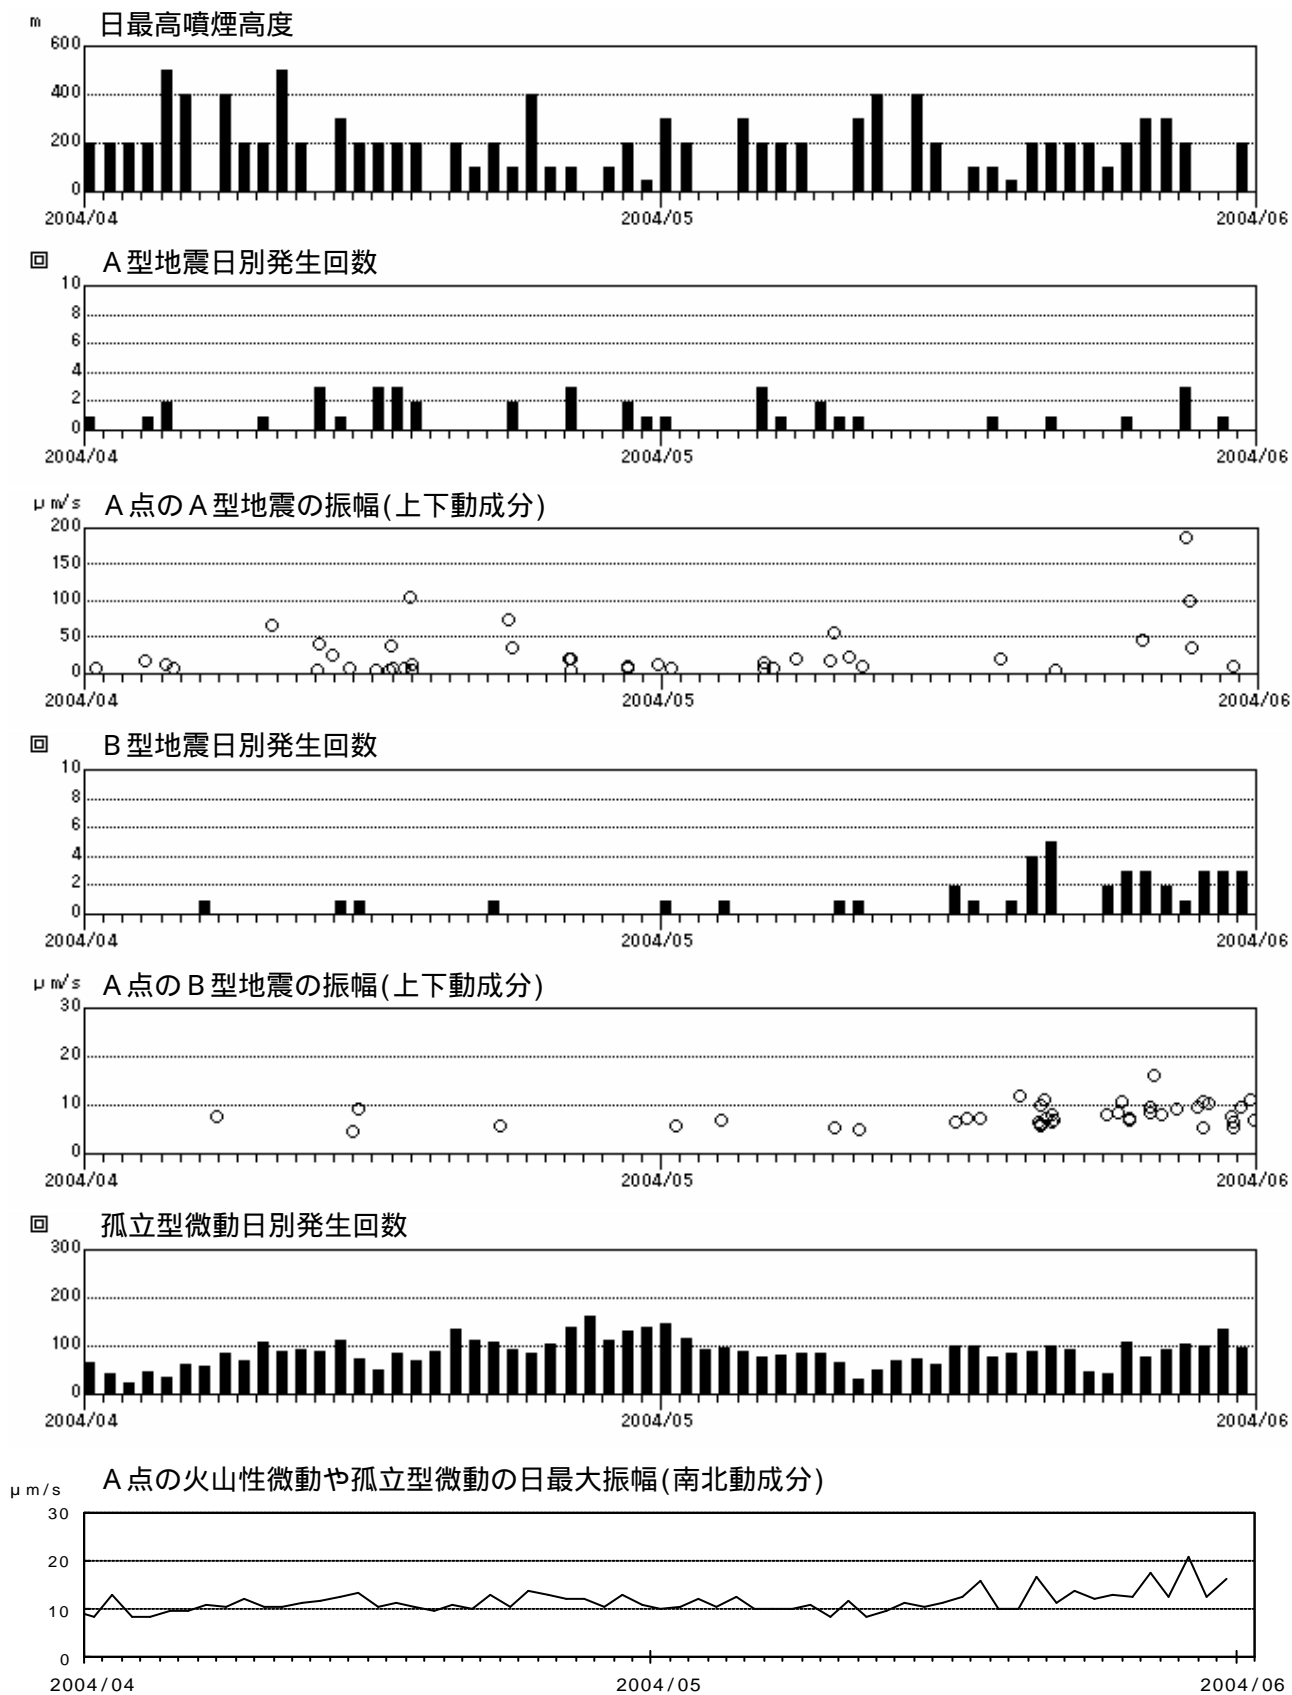 m 日最高噴煙高度
600
400
200
0
2004/04 2004/05 2004/06
回 A型地震日別発生回数
10
8
6
4
2
0
2004/04 2004/05 2004/06
μm/s A点のA型地震の振幅(上下動成分)
200
150
100
50
0
2004/04 2004/05 2004/06
回 B型地震日別発生回数
10
8
6
4
2
0
2004/04 2004/05 2004/06
μm/s A点のB型地震の振幅(上下動成分)
30
20
10
0
2004/04 2004/05 2004/06
回 孤立型微動日別発生回数
300
200
100
0
2004/04 2004/05 2004/06
μm/s A点の火山性微動や孤立型微動の日最大振幅(南北動成分)
30
20
10
0
2004/04 2004/05 2004/06